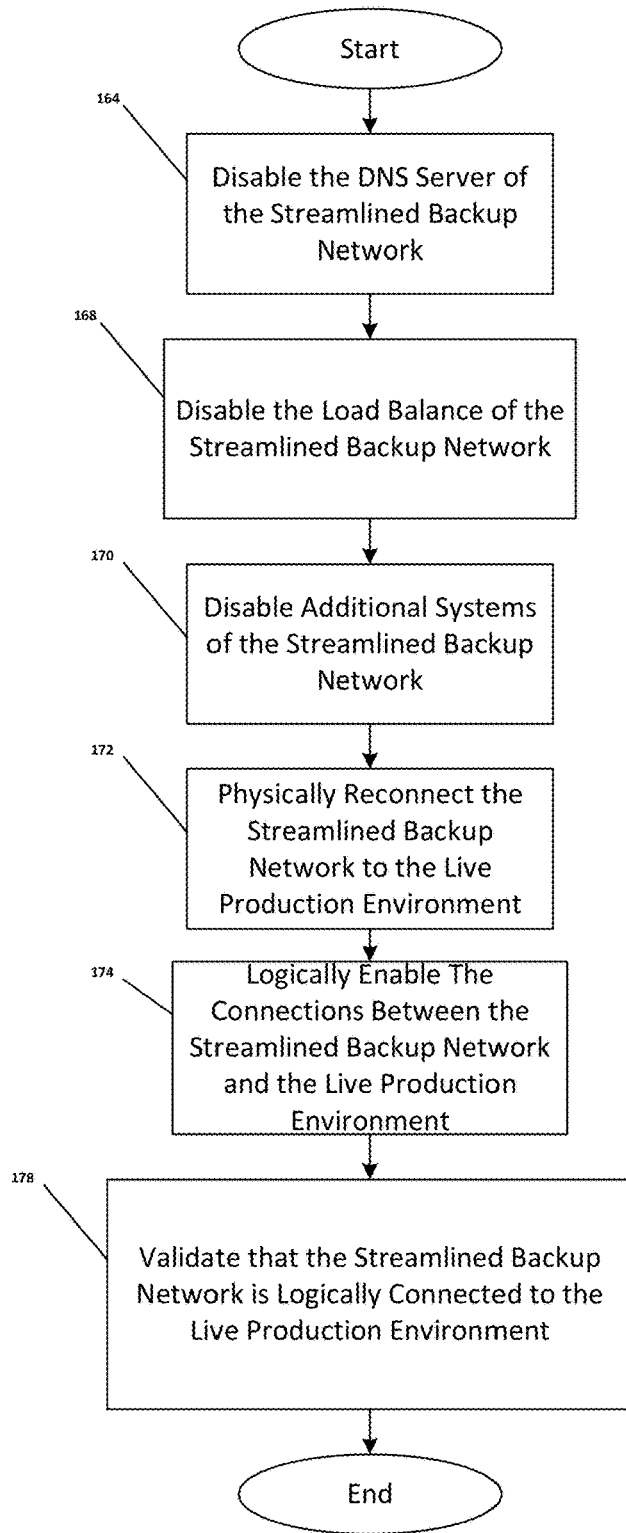 Start
164
Disable the DNS Server of
the Streamlined Backup
Network
168
Disable the Load Balance of the
Streamlined Backup Network
170
Disable Additional Systems
of the Streamlined Backup
Network
172
Physically Reconnect the
Streamlined Backup
Network to the Live
Production Environment
174
Logically Enable The
Connections Between the
Streamlined Backup Network
and the Live Production
Environment
178
Validate that the Streamlined Backup
Network is Logically Connected to the
Live Production Environment
End